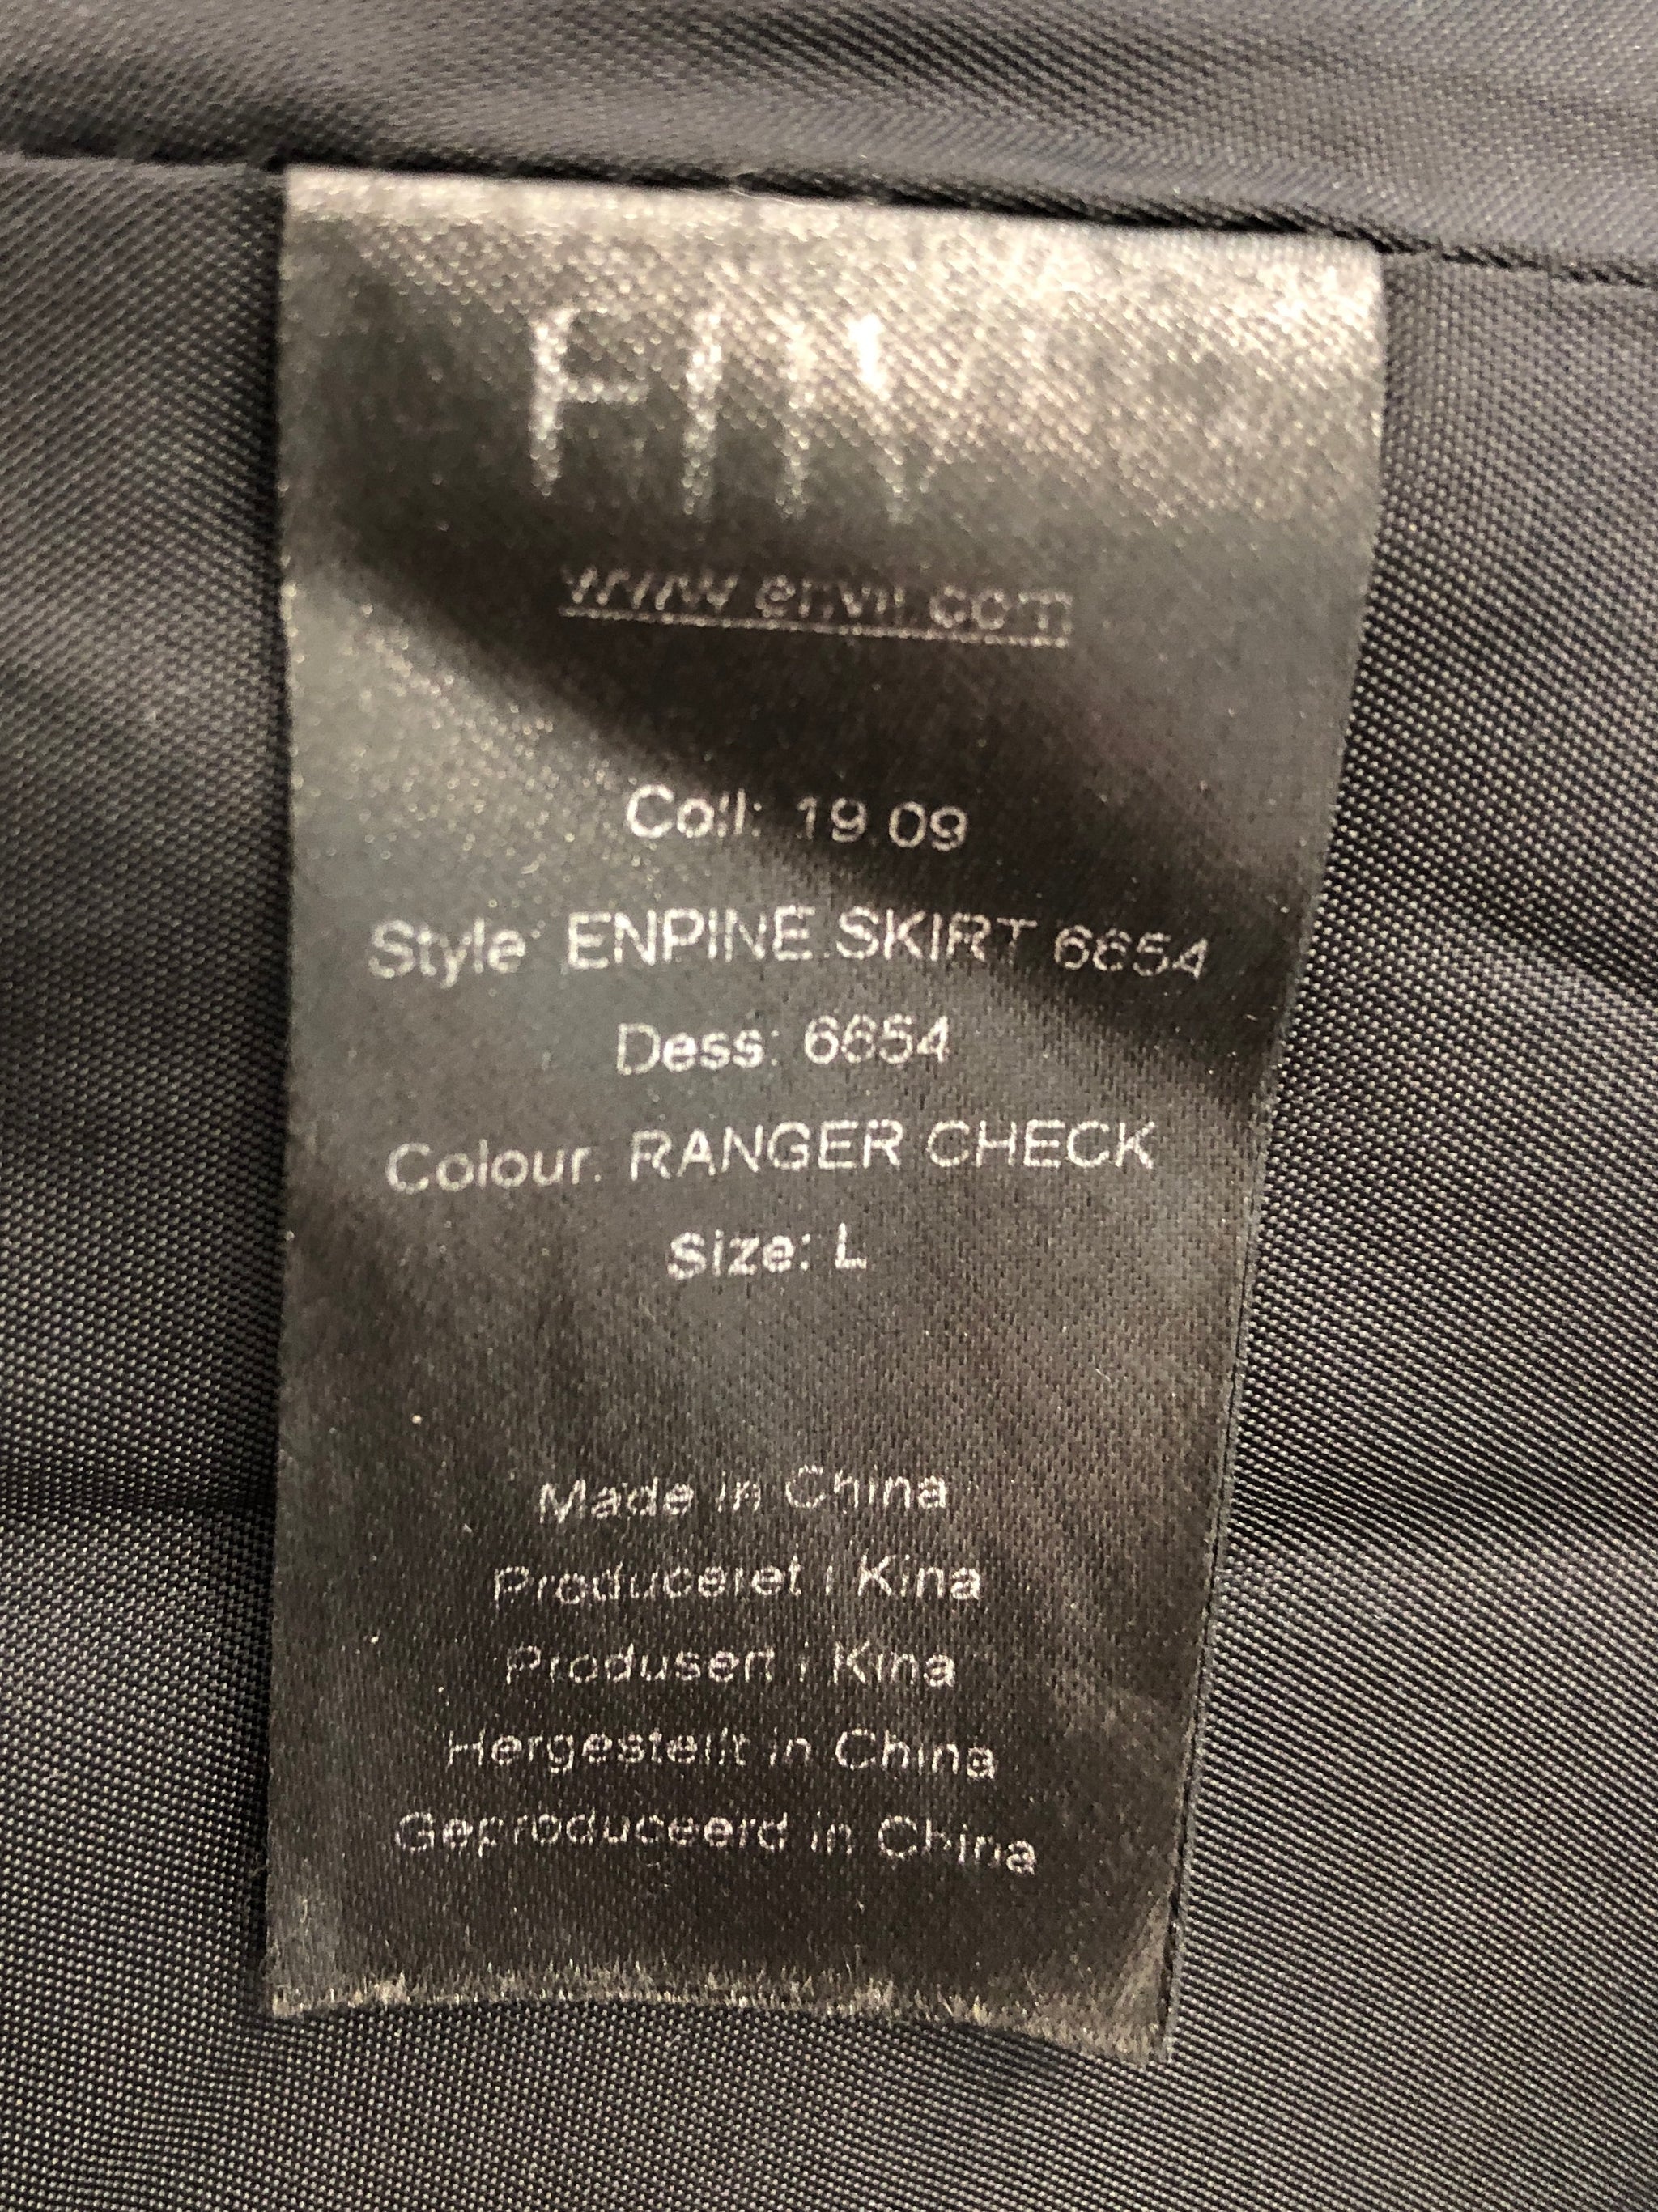 www.envii.com
Coll: 19.09
Style: ENPINE SKIRT 6654
Dess: 6654
Colour: RANGER CHECK
Size: L
Made in China
Produceret i Kina
Produsert i Kina
Hergestellt in China
Geproduceerd in China